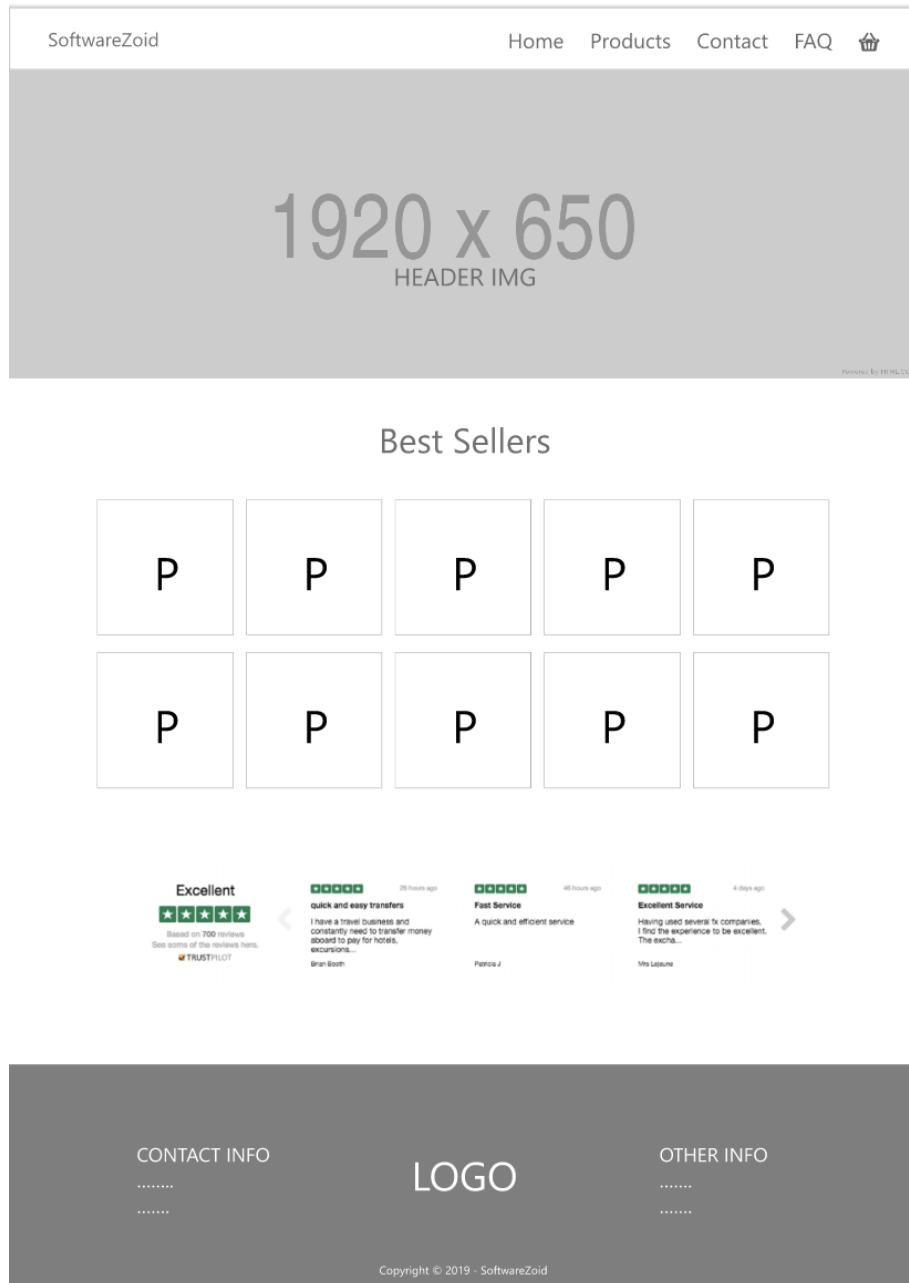 SoftwareZoid
Home Products Contact FAQ
1920 x 650
HEADER IMG
Powered by HTML.CO
Best Sellers
P P P P P
P P P P P
Excellent
Based on 700 reviews
See some of the reviews here.
TRUSTPILOT
26 hours ago
quick and easy transfers
I have a travel business and
constantly need to transfer money
aboard to pay for hotels,
excursions...
Brian Booth
46 hours ago
Fast Service
A quick and efficient service
Patricia J
4 days ago
Excellent Service
Having used several fx companies,
I find the experience to be excellent.
The excha...
Mrs Lejeune
CONTACT INFO
........
.......
LOGO
OTHER INFO
.......
.......
Copyright © 2019 - SoftwareZoid